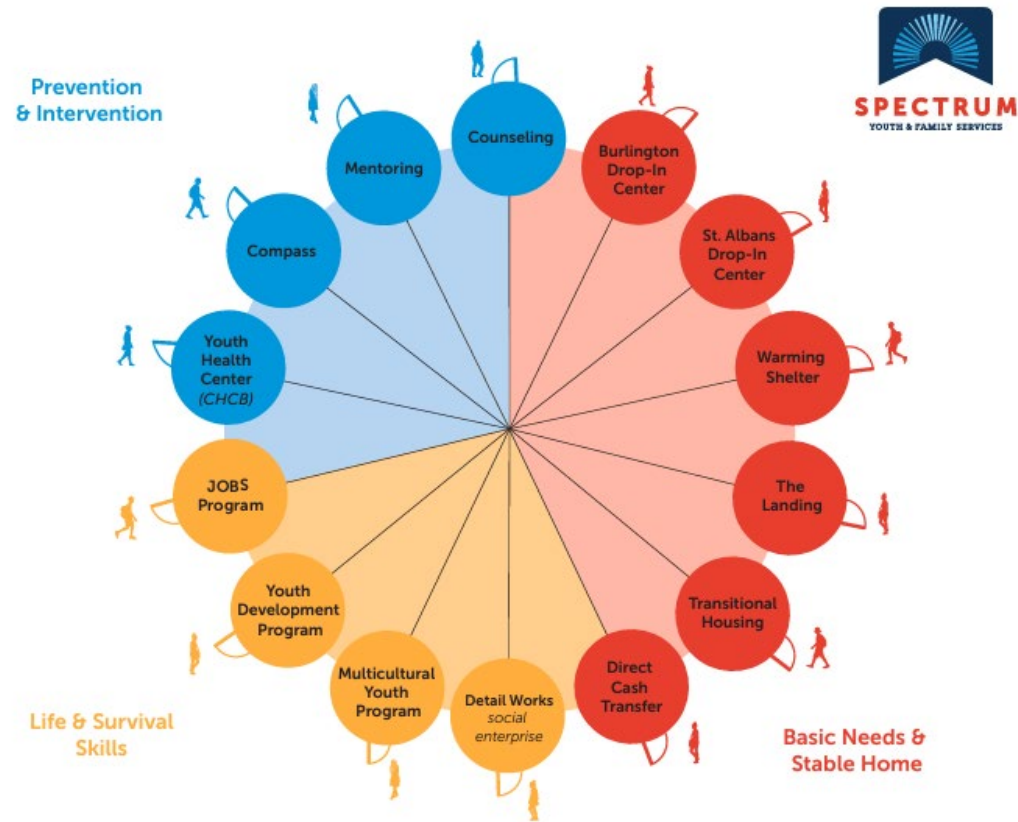 Prevention
& Intervention
SPECTRUM
YOUTH & FAMILY SERVICES
Counseling
Burlington
Drop-In
Center
St. Albans
Drop-In
Center
Warming
Shelter
The
Landing
Transitional
Housing
Direct
Cash
Transfer
Detail Works
social
enterprise
Multicultural
Youth
Program
Youth
Development
Program
JOBS
Program
Youth
Health
Center
(CHCB)
Compass
Mentoring
Life & Survival
Skills
Basic Needs &
Stable Home